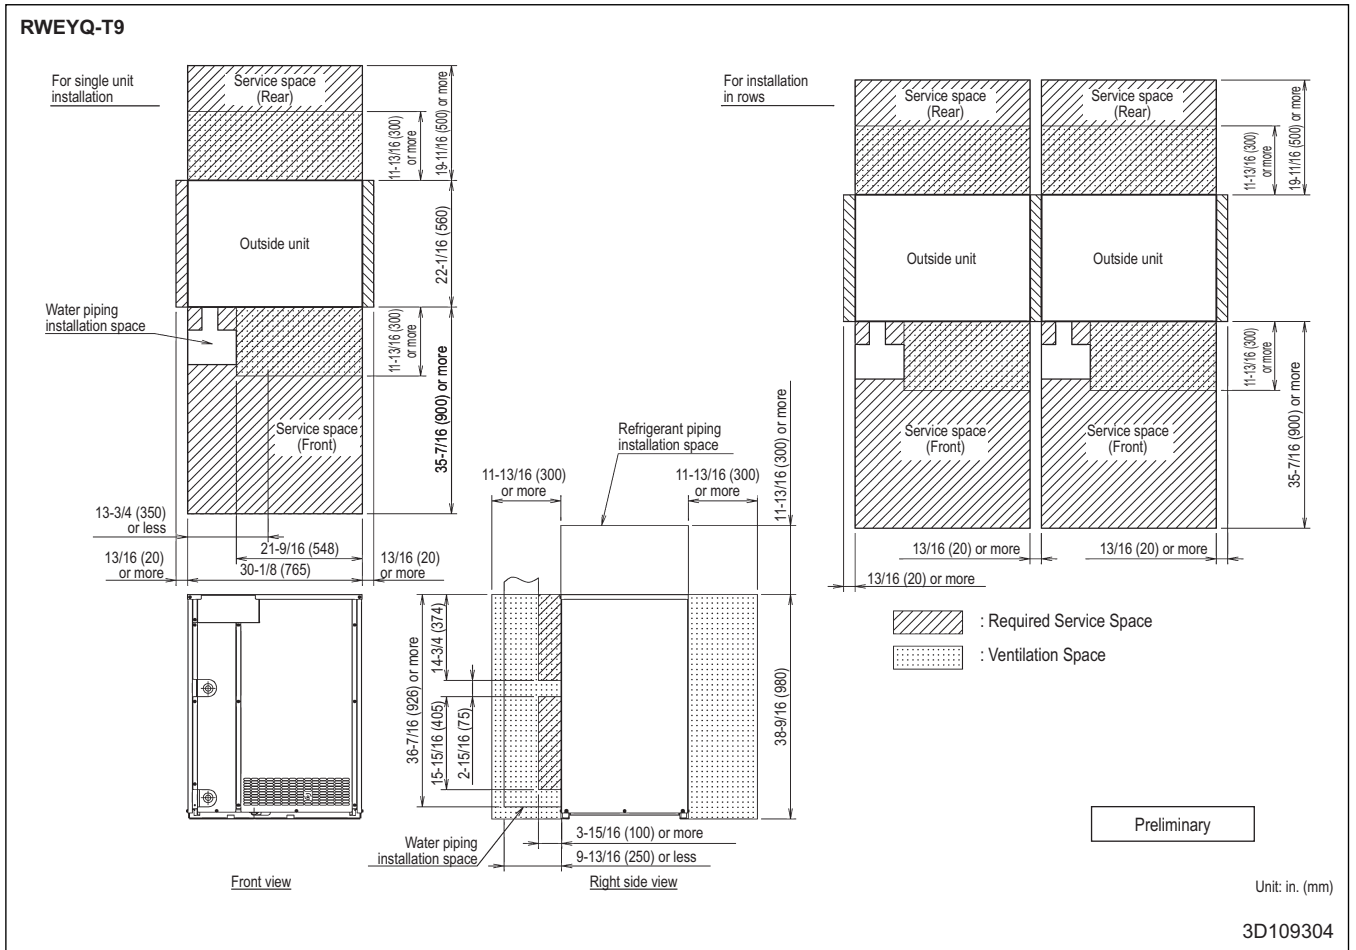 RWEYQ-T9
For single unit
installation
Service space
(Rear)
11-13/16 (300)
or more
19-11/16 (500) or more
Outside unit
22-1/16 (560)
Water piping
installation space
11-13/16 (300)
or more
35-7/16 (900) or more
Service space
(Front)
13-3/4 (350)
or less
21-9/16 (548)
13/16 (20)
or more
30-1/8 (765)
13/16 (20)
or more
Front view
Refrigerant piping
installation space
11-13/16 (300)
or more
11-13/16 (300)
or more
11-13/16 (300) or more
36-7/16 (926) or more
14-3/4 (374)
15-15/16 (405)
2-15/16 (75)
38-9/16 (980)
Water piping
installation space
3-15/16 (100) or more
9-13/16 (250) or less
Right side view
For installation
in rows
Service space
(Rear)
Service space
(Rear)
11-13/16 (300)
or more
19-11/16 (500) or more
Outside unit
Outside unit
11-13/16 (300)
or more
35-7/16 (900) or more
Service space
(Front)
Service space
(Front)
13/16 (20) or more
13/16 (20) or more
13/16 (20) or more
: Required Service Space
: Ventilation Space
Preliminary
Unit: in. (mm)
3D109304